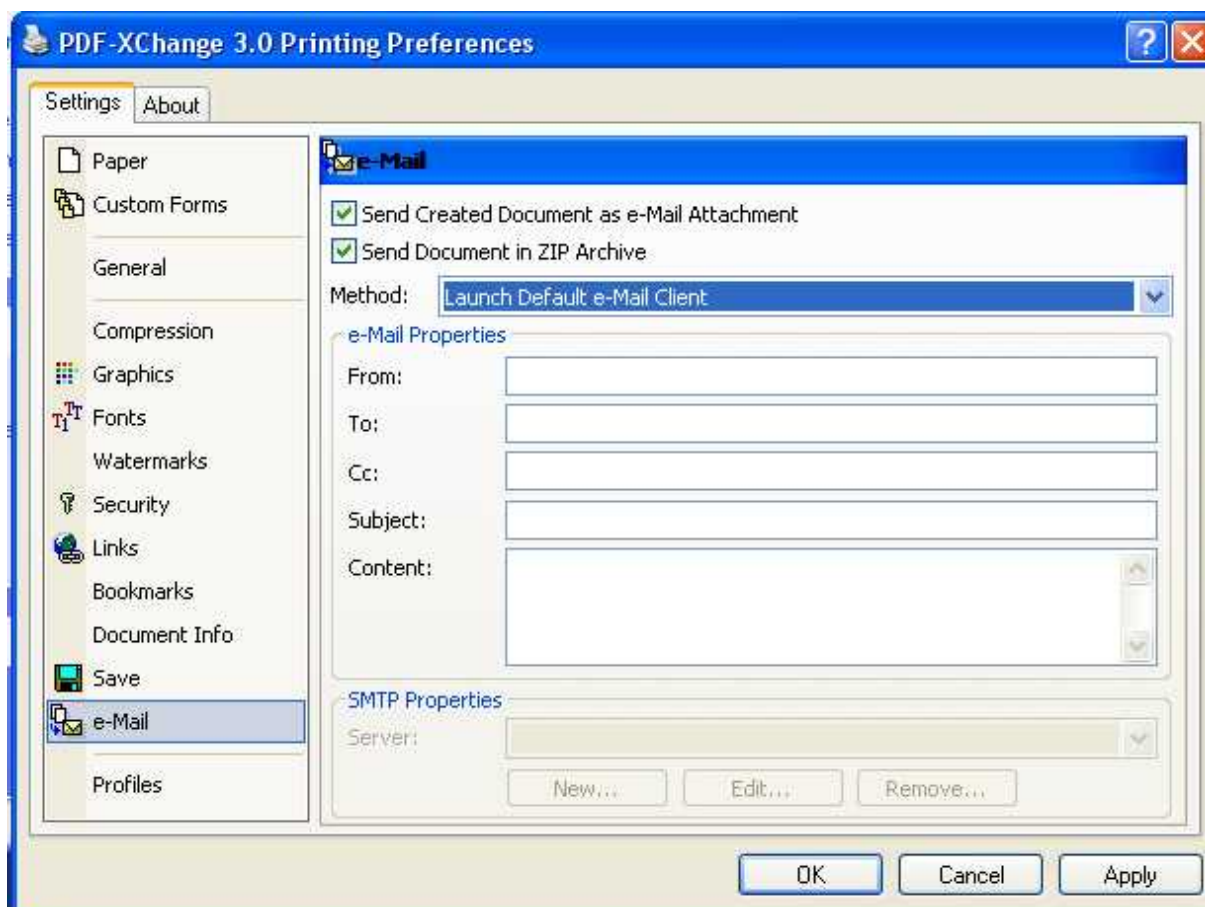 PDF-XChange 3.0 Printing Preferences
Settings
About
Paper
Custom Forms
General
Compression
Graphics
Fonts
Watermarks
Security
Links
Bookmarks
Document Info
Save
e-Mail
Profiles
e-Mail
Send Created Document as e-Mail Attachment
Send Document in ZIP Archive
Method: Launch Default e-Mail Client
e-Mail Properties
From:
To:
Cc:
Subject:
Content:
SMTP Properties
Server:
New... Edit... Remove...
OK Cancel Apply